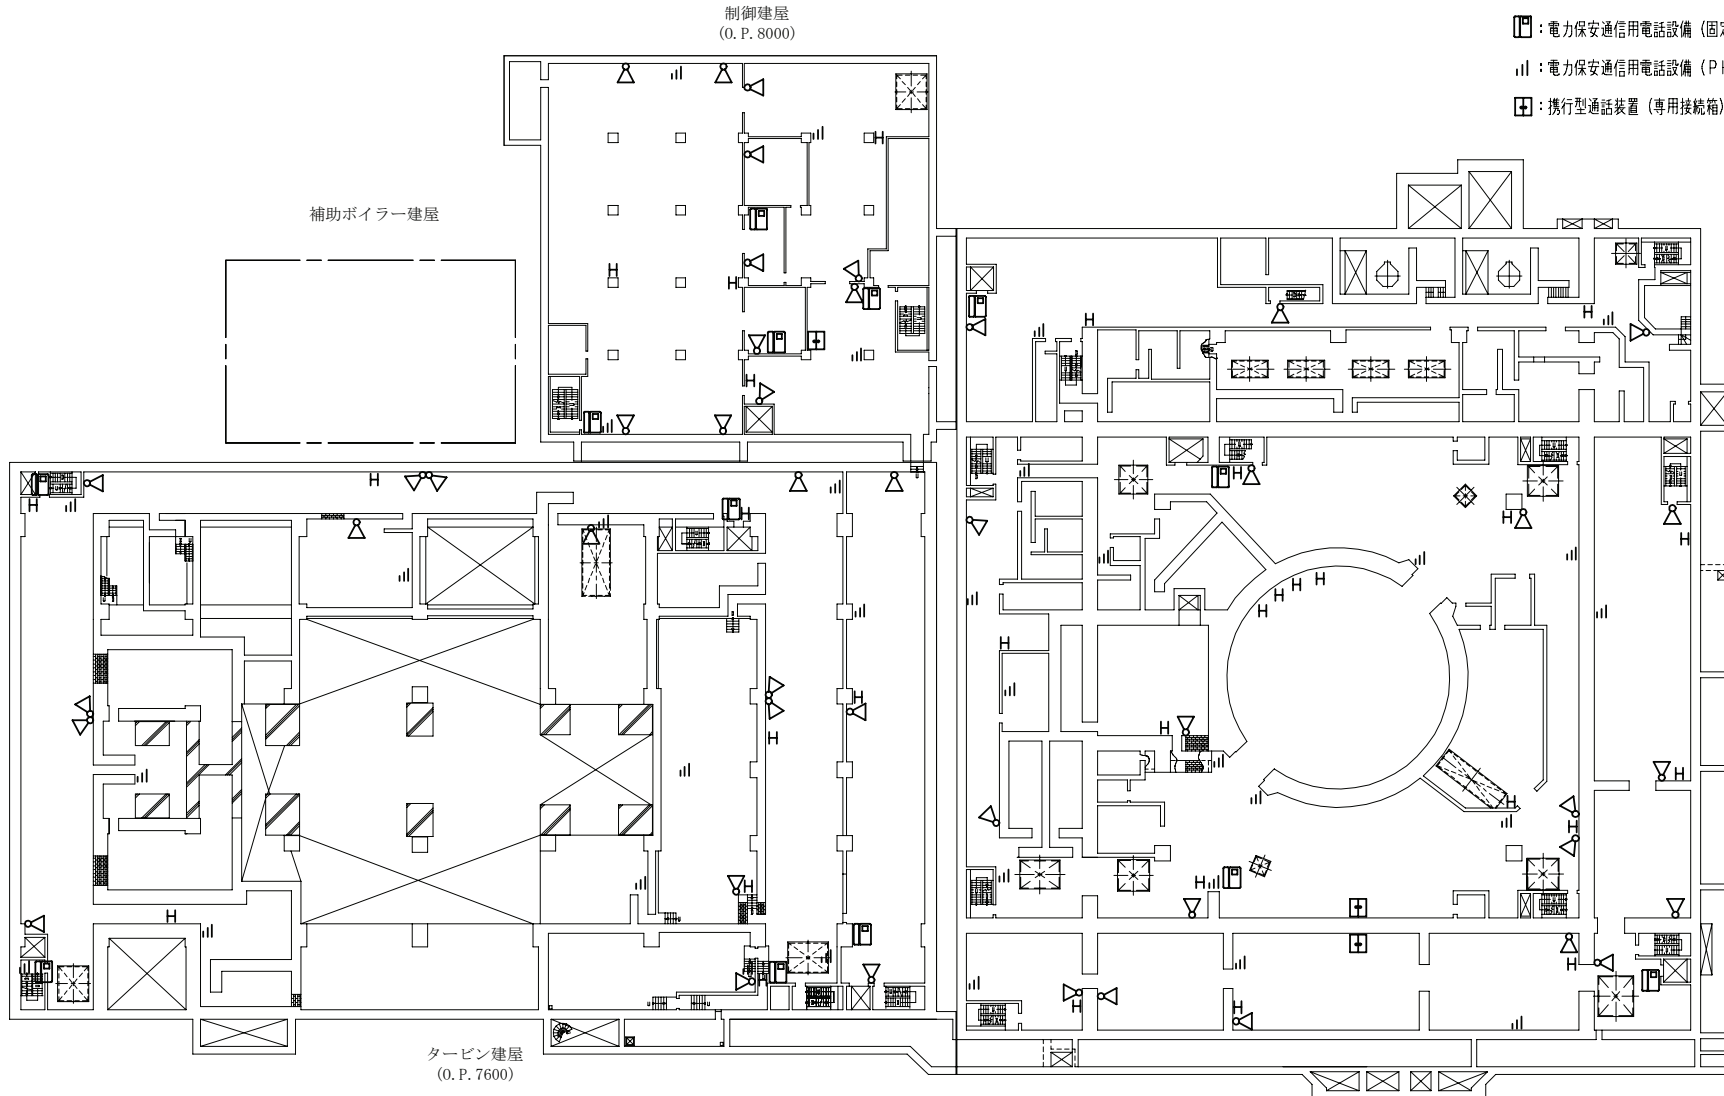 制御建屋
(O.P.8000)
:電力保安通信用電話設備(固定
:電力保安通信用電話設備(PH
:携行型通話装置(専用接続箱)
補助ボイラー建屋
タービン建屋
(O.P.7600)